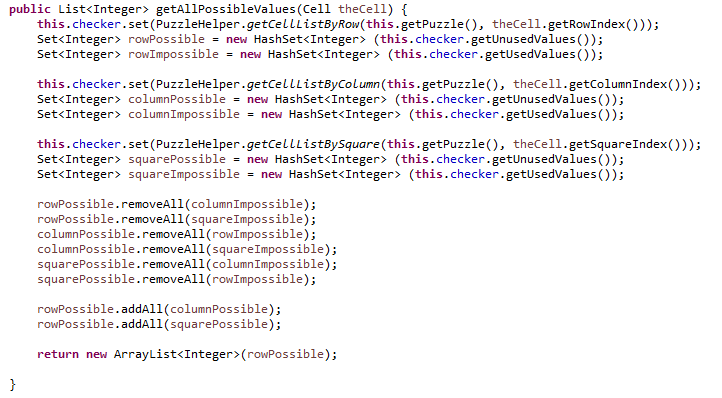 public List<Integer> getAllPossibleValues(Cell theCell) {
this.checker.set(PuzzleHelper.getCellListByRow(this.getPuzzle(), theCell.getRowIndex()));
Set<Integer> rowPossible = new HashSet<Integer> (this.checker.getUnusedValues());
Set<Integer> rowImpossible = new HashSet<Integer> (this.checker.getUsedValues());
this.checker.set(PuzzleHelper.getCellListByColumn(this.getPuzzle(), theCell.getColumnIndex()));
Set<Integer> columnPossible = new HashSet<Integer> (this.checker.getUnusedValues());
Set<Integer> columnImpossible = new HashSet<Integer> (this.checker.getUsedValues());
this.checker.set(PuzzleHelper.getCellListBySquare(this.getPuzzle(), theCell.getSquareIndex()));
Set<Integer> squarePossible = new HashSet<Integer> (this.checker.getUnusedValues());
Set<Integer> squareImpossible = new HashSet<Integer> (this.checker.getUsedValues());
rowPossible.removeAll(columnImpossible);
rowPossible.removeAll(squareImpossible);
columnPossible.removeAll(rowImpossible);
columnPossible.removeAll(squareImpossible);
squarePossible.removeAll(columnImpossible);
squarePossible.removeAll(rowImpossible);
rowPossible.addAll(columnPossible);
rowPossible.addAll(squarePossible);
return new ArrayList<Integer>(rowPossible);
}